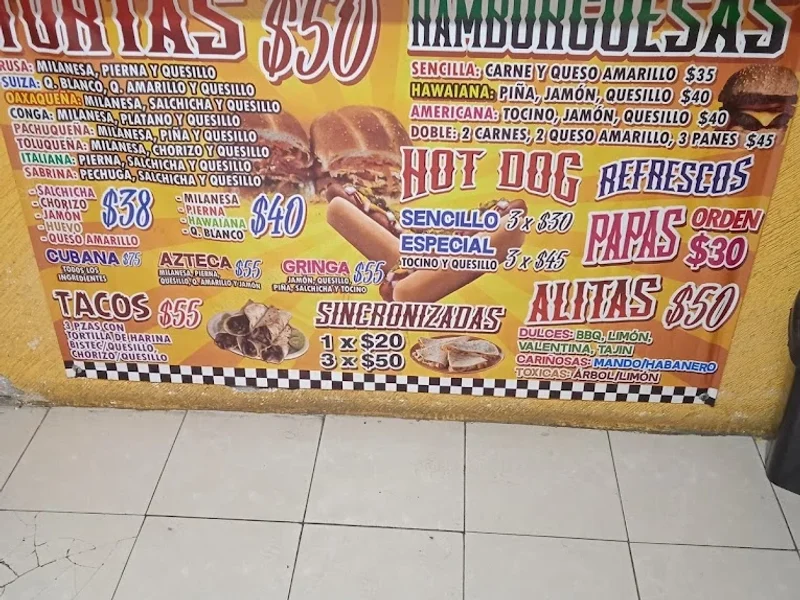 TORTAS $50
RUSA: MILANESA, PIERNA Y QUESILLO
SUIZA: Q. BLANCO, Q. AMARILLO Y QUESILLO
OAXAQUEÑA: MILANESA, SALCHICHA Y QUESILLO
CONGA: MILANESA, PLATANO Y QUESILLO
PACHUQUEÑA: MILANESA, PIÑA Y QUESILLO
TOLUQUEÑA: MILANESA, CHORIZO Y QUESILLO
ITALIANA: PIERNA, SALCHICHA Y QUESILLO
SABRINA: PECHUGA, SALCHICHA Y QUESILLO
- SALCHICHA
- CHORIZO
- JAMÓN
- HUEVO
- QUESO AMARILLO
$38
- MILANESA
- PIERNA
- HAWAIANA
- Q. BLANCO
$40
CUBANA $75
TODOS LOS
INGREDIENTES
AZTECA $55
MILANESA, PIERNA,
QUESILLO, Q. AMARILLO Y JAMÓN
GRINGA $55
JAMÓN, QUESILLO,
PIÑA, SALCHICHA Y TOCINO
TACOS $55
3 PZAS CON
TORTILLA DE HARINA
BISTEC/QUESILLO,
CHORIZO/QUESILLO
HAMBURGUESAS
SENCILLA: CARNE Y QUESO AMARILLO $35
HAWAIANA: PIÑA, JAMÓN, QUESILLO $40
AMERICANA: TOCINO, JAMÓN, QUESILLO $40
DOBLE: 2 CARNES, 2 QUESO AMARILLO, 3 PANES $45
HOT DOG
SENCILLO 3 x $30
ESPECIAL 3 x $45
TOCINO Y QUESILLO
REFRESCOS
PAPAS ORDEN $30
SINCRONIZADAS
1 x $20
3 x $50
ALITAS $50
DULCES: BBQ, LIMÓN,
VALENTINA, TAJIN
CARIÑOSAS: MANDO/HABANERO
TOXICAS: ARBOL/LIMÓN